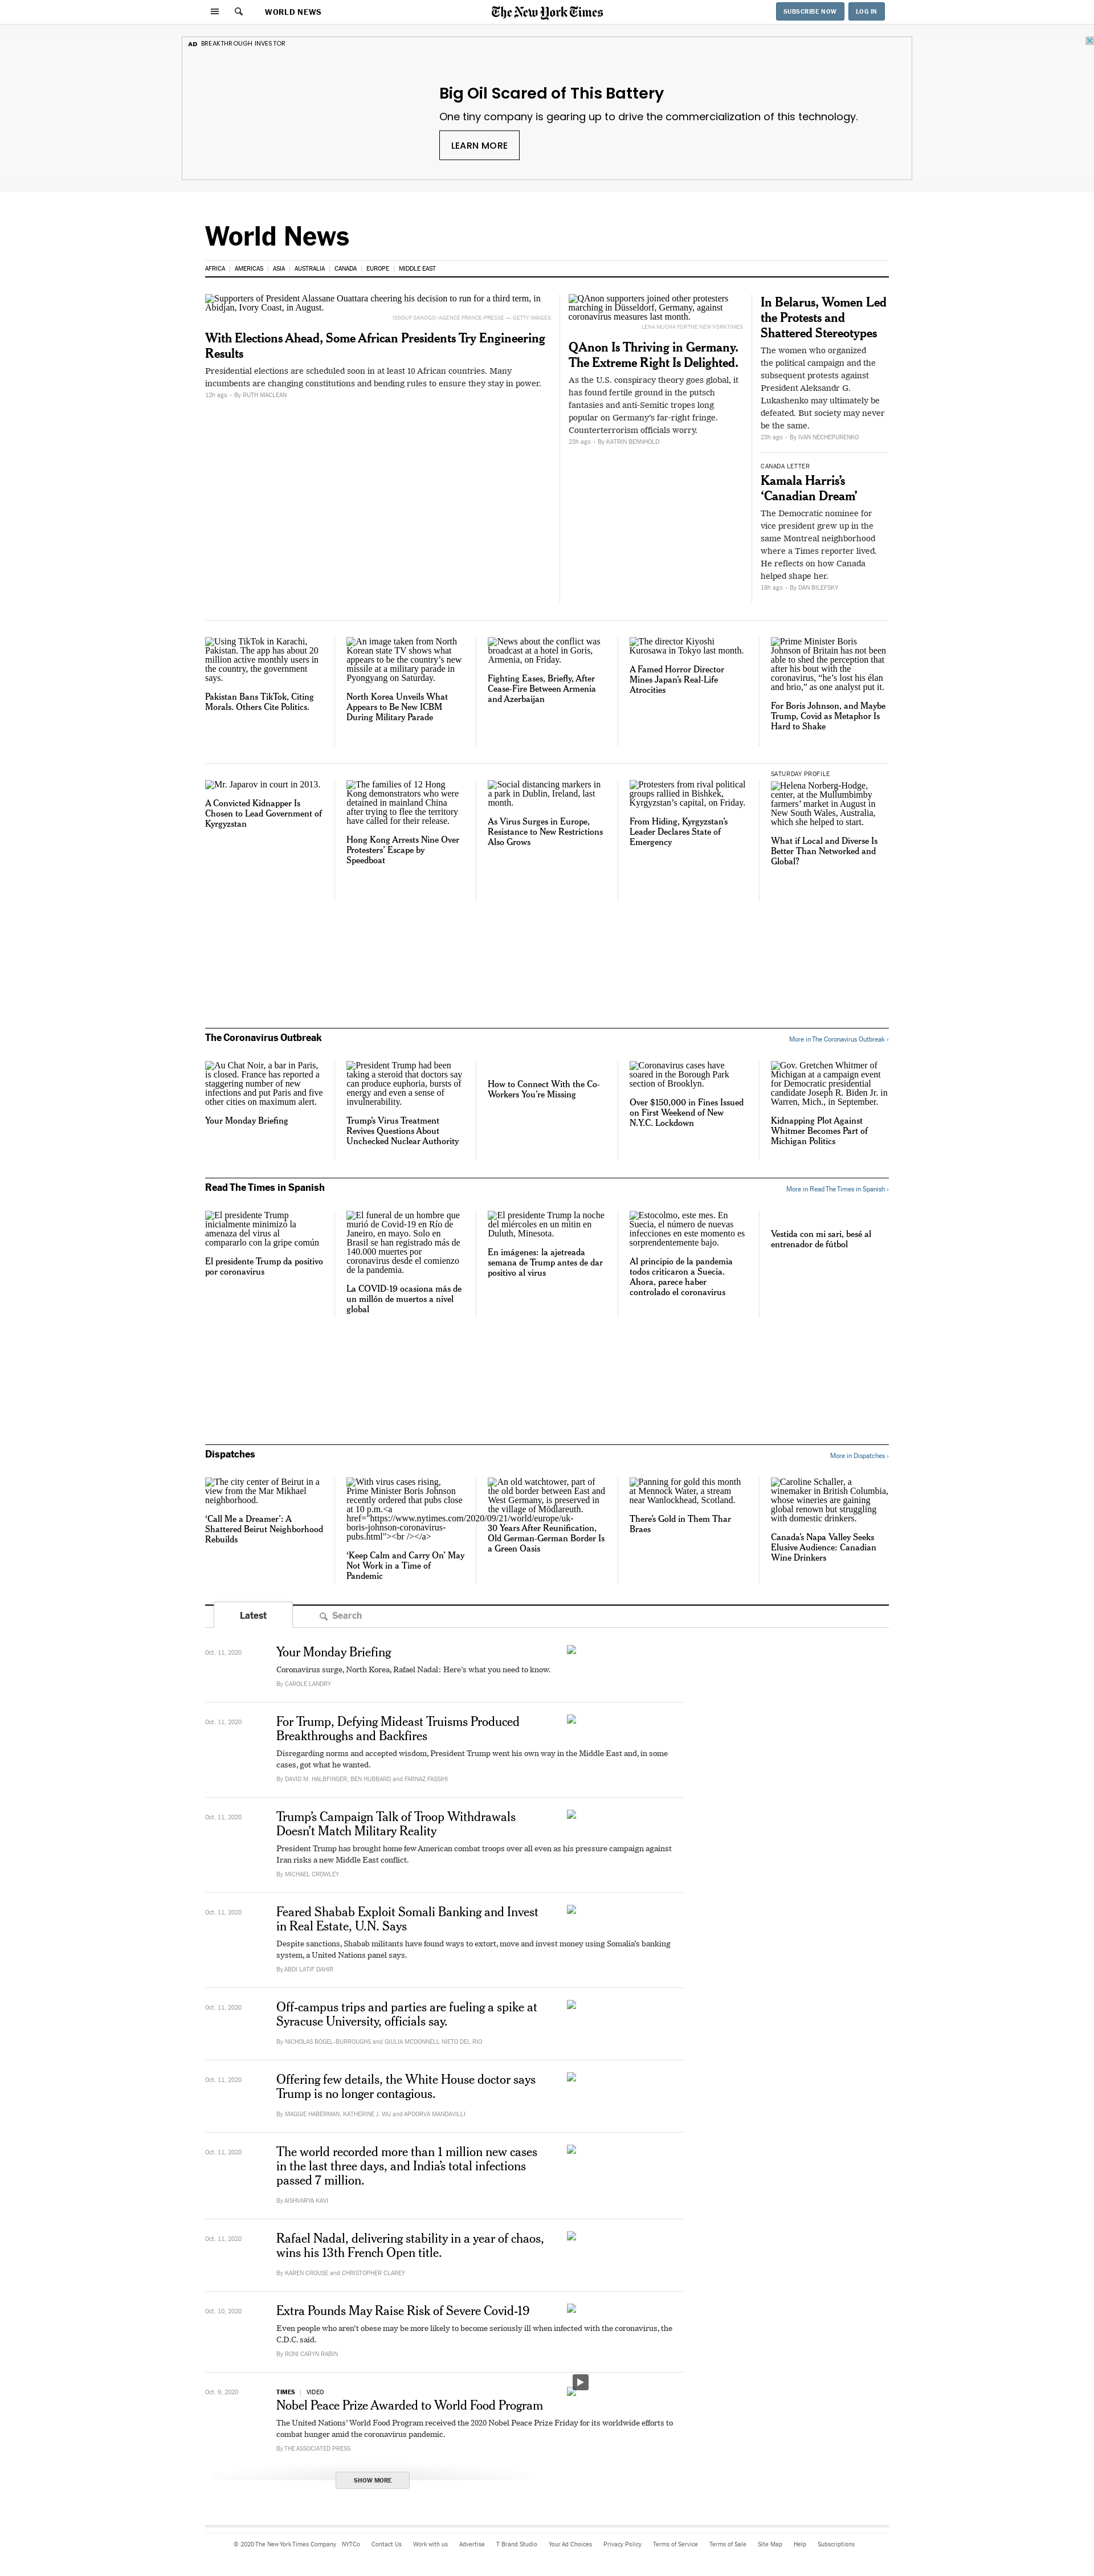 WORLD NEWS
The New York Times
SUBSCRIBE NOW
LOG IN
AD BREAKTHROUGH INVESTOR
Big Oil Scared of This Battery
One tiny company is gearing up to drive the commercialization of this technology.
LEARN MORE
World News
AFRICA | AMERICAS | ASIA | AUSTRALIA | CANADA | EUROPE | MIDDLE EAST
Supporters of President Alassane Ouattara cheering his decision to run for a third term, in
Abidjan, Ivory Coast, in August.
ISSOUF SANOGO/AGENCE FRANCE-PRESSE — GETTY IMAGES
With Elections Ahead, Some African Presidents Try Engineering
Results
Presidential elections are scheduled soon in at least 10 African countries. Many
incumbents are changing constitutions and bending rules to ensure they stay in power.
12h ago • By RUTH MACLEAN
QAnon supporters joined other protesters
marching in Düsseldorf, Germany, against
coronavirus measures last month.
LENA MUCHA FOR THE NEW YORK TIMES
QAnon Is Thriving in Germany.
The Extreme Right Is Delighted.
As the U.S. conspiracy theory goes global, it
has found fertile ground in the putsch
fantasies and anti-Semitic tropes long
popular on Germany's far-right fringe.
Counterterrorism officials worry.
23h ago • By KATRIN BENNHOLD
In Belarus, Women Led
the Protests and
Shattered Stereotypes
The women who organized
the political campaign and the
subsequent protests against
President Aleksandr G.
Lukashenko may ultimately be
defeated. But society may never
be the same.
23h ago • By IVAN NECHEPURENKO
CANADA LETTER
Kamala Harris's
‘Canadian Dream’
The Democratic nominee for
vice president grew up in the
same Montreal neighborhood
where a Times reporter lived.
He reflects on how Canada
helped shape her.
18h ago • By DAN BILEFSKY
Using TikTok in Karachi,
Pakistan. The app has about 20
million active monthly users in
the country, the government
says.
Pakistan Bans TikTok, Citing
Morals. Others Cite Politics.
An image taken from North
Korean state TV shows what
appears to be the country's new
missile at a military parade in
Pyongyang on Saturday.
North Korea Unveils What
Appears to Be New ICBM
During Military Parade
News about the conflict was
broadcast at a hotel in Goris,
Armenia, on Friday.
Fighting Eases, Briefly, After
Cease-Fire Between Armenia
and Azerbaijan
The director Kiyoshi
Kurosawa in Tokyo last month.
A Famed Horror Director
Mines Japan's Real-Life
Atrocities
Prime Minister Boris
Johnson of Britain has not been
able to shed the perception that
after his bout with the
coronavirus, “he's lost his élan
and brio,” as one analyst put it.
For Boris Johnson, and Maybe
Trump, Covid as Metaphor Is
Hard to Shake
Mr. Japarov in court in 2013.
A Convicted Kidnapper Is
Chosen to Lead Government of
Kyrgyzstan
The families of 12 Hong
Kong demonstrators who were
detained in mainland China
after trying to flee the territory
have called for their release.
Hong Kong Arrests Nine Over
Protesters' Escape by
Speedboat
Social distancing markers in
a park in Dublin, Ireland, last
month.
As Virus Surges in Europe,
Resistance to New Restrictions
Also Grows
Protesters from rival political
groups rallied in Bishkek,
Kyrgyzstan's capital, on Friday.
From Hiding, Kyrgyzstan's
Leader Declares State of
Emergency
SATURDAY PROFILE
Helena Norberg-Hodge,
center, at the Mullumbimby
farmers' market in August in
New South Wales, Australia,
which she helped to start.
What if Local and Diverse Is
Better Than Networked and
Global?
The Coronavirus Outbreak
More in The Coronavirus Outbreak ›
Au Chat Noir, a bar in Paris,
is closed. France has reported a
staggering number of new
infections and put Paris and five
other cities on maximum alert.
Your Monday Briefing
President Trump had been
taking a steroid that doctors say
can produce euphoria, bursts of
energy and even a sense of
invulnerability.
Trump's Virus Treatment
Revives Questions About
Unchecked Nuclear Authority
How to Connect With the Co-
Workers You're Missing
Coronavirus cases have
soared in the Borough Park
section of Brooklyn.
Over $150,000 in Fines Issued
on First Weekend of New
N.Y.C. Lockdown
Gov. Gretchen Whitmer of
Michigan at a campaign event
for Democratic presidential
candidate Joseph R. Biden Jr. in
Warren, Mich., in September.
Kidnapping Plot Against
Whitmer Becomes Part of
Michigan Politics
Read The Times in Spanish
More in Read The Times in Spanish ›
El presidente Trump
inicialmente minimizó la
amenaza del virus al
compararlo con la gripe común
El presidente Trump da positivo
por coronavirus
El funeral de un hombre que
murió de Covid-19 en Río de
Janeiro, en mayo. Solo en
Brasil se han registrado más de
140.000 muertes por
coronavirus desde el comienzo
de la pandemia.
La COVID-19 ocasiona más de
un millón de muertos a nivel
global
El presidente Trump la noche
del miércoles en un mitin en
Duluth, Minesota.
En imágenes: la ajetreada
semana de Trump antes de dar
positivo al virus
Estocolmo, este mes. En
Suecia, el número de nuevas
infecciones en este momento es
sorprendentemente bajo.
Al principio de la pandemia
todos criticaron a Suecia.
Ahora, parece haber
controlado el coronavirus
Vestida con mi sari, besé al
entrenador de fútbol
Dispatches
More in Dispatches ›
The city center of Beirut in a
view from the Mar Mikhael
neighborhood.
‘Call Me a Dreamer’: A
Shattered Beirut Neighborhood
Rebuilds
With virus cases rising,
Prime Minister Boris Johnson
recently ordered that pubs close
at 10 p.m.<a
href="https://www.nytimes.com/2020/09/21/world/europe/uk-
boris-johnson-coronavirus-
pubs.html"><br /></a>
‘Keep Calm and Carry On’ May
Not Work in a Time of
Pandemic
An old watchtower, part of
the old border between East and
West Germany, is preserved in
the village of Mödlareuth.
30 Years After Reunification,
Old German-German Border Is
a Green Oasis
Panning for gold this month
at Mennock Water, a stream
near Wanlockhead, Scotland.
There's Gold in Them Thar
Braes
Caroline Schaller, a
winemaker in British Columbia,
whose wineries are gaining
global renown but struggling
with domestic drinkers.
Canada's Napa Valley Seeks
Elusive Audience: Canadian
Wine Drinkers
Latest
Search
Oct. 11, 2020
Your Monday Briefing
Coronavirus surge, North Korea, Rafael Nadal: Here's what you need to know.
By CAROLE LANDRY
Oct. 11, 2020
For Trump, Defying Mideast Truisms Produced
Breakthroughs and Backfires
Disregarding norms and accepted wisdom, President Trump went his own way in the Middle East and, in some
cases, got what he wanted.
By DAVID M. HALBFINGER, BEN HUBBARD and FARNAZ FASSIHI
Oct. 11, 2020
Trump's Campaign Talk of Troop Withdrawals
Doesn't Match Military Reality
President Trump has brought home few American combat troops over all even as his pressure campaign against
Iran risks a new Middle East conflict.
By MICHAEL CROWLEY
Oct. 11, 2020
Feared Shabab Exploit Somali Banking and Invest
in Real Estate, U.N. Says
Despite sanctions, Shabab militants have found ways to extort, move and invest money using Somalia's banking
system, a United Nations panel says.
By ABDI LATIF DAHIR
Oct. 11, 2020
Off-campus trips and parties are fueling a spike at
Syracuse University, officials say.
By NICHOLAS BOGEL-BURROUGHS and GIULIA MCDONNELL NIETO DEL RIO
Oct. 11, 2020
Offering few details, the White House doctor says
Trump is no longer contagious.
By MAGGIE HABERMAN, KATHERINE J. WU and APOORVA MANDAVILLI
Oct. 11, 2020
The world recorded more than 1 million new cases
in the last three days, and India's total infections
passed 7 million.
By AISHVARYA KAVI
Oct. 11, 2020
Rafael Nadal, delivering stability in a year of chaos,
wins his 13th French Open title.
By KAREN CROUSE and CHRISTOPHER CLAREY
Oct. 10, 2020
Extra Pounds May Raise Risk of Severe Covid-19
Even people who aren't obese may be more likely to become seriously ill when infected with the coronavirus, the
C.D.C. said.
By RONI CARYN RABIN
Oct. 9, 2020
TIMES | VIDEO
Nobel Peace Prize Awarded to World Food Program
The United Nations' World Food Program received the 2020 Nobel Peace Prize Friday for its worldwide efforts to
combat hunger amid the coronavirus pandemic.
By THE ASSOCIATED PRESS
SHOW MORE
© 2020 The New York Times Company NYTCo Contact Us Work with us Advertise T Brand Studio Your Ad Choices Privacy Policy Terms of Service Terms of Sale Site Map Help Subscriptions